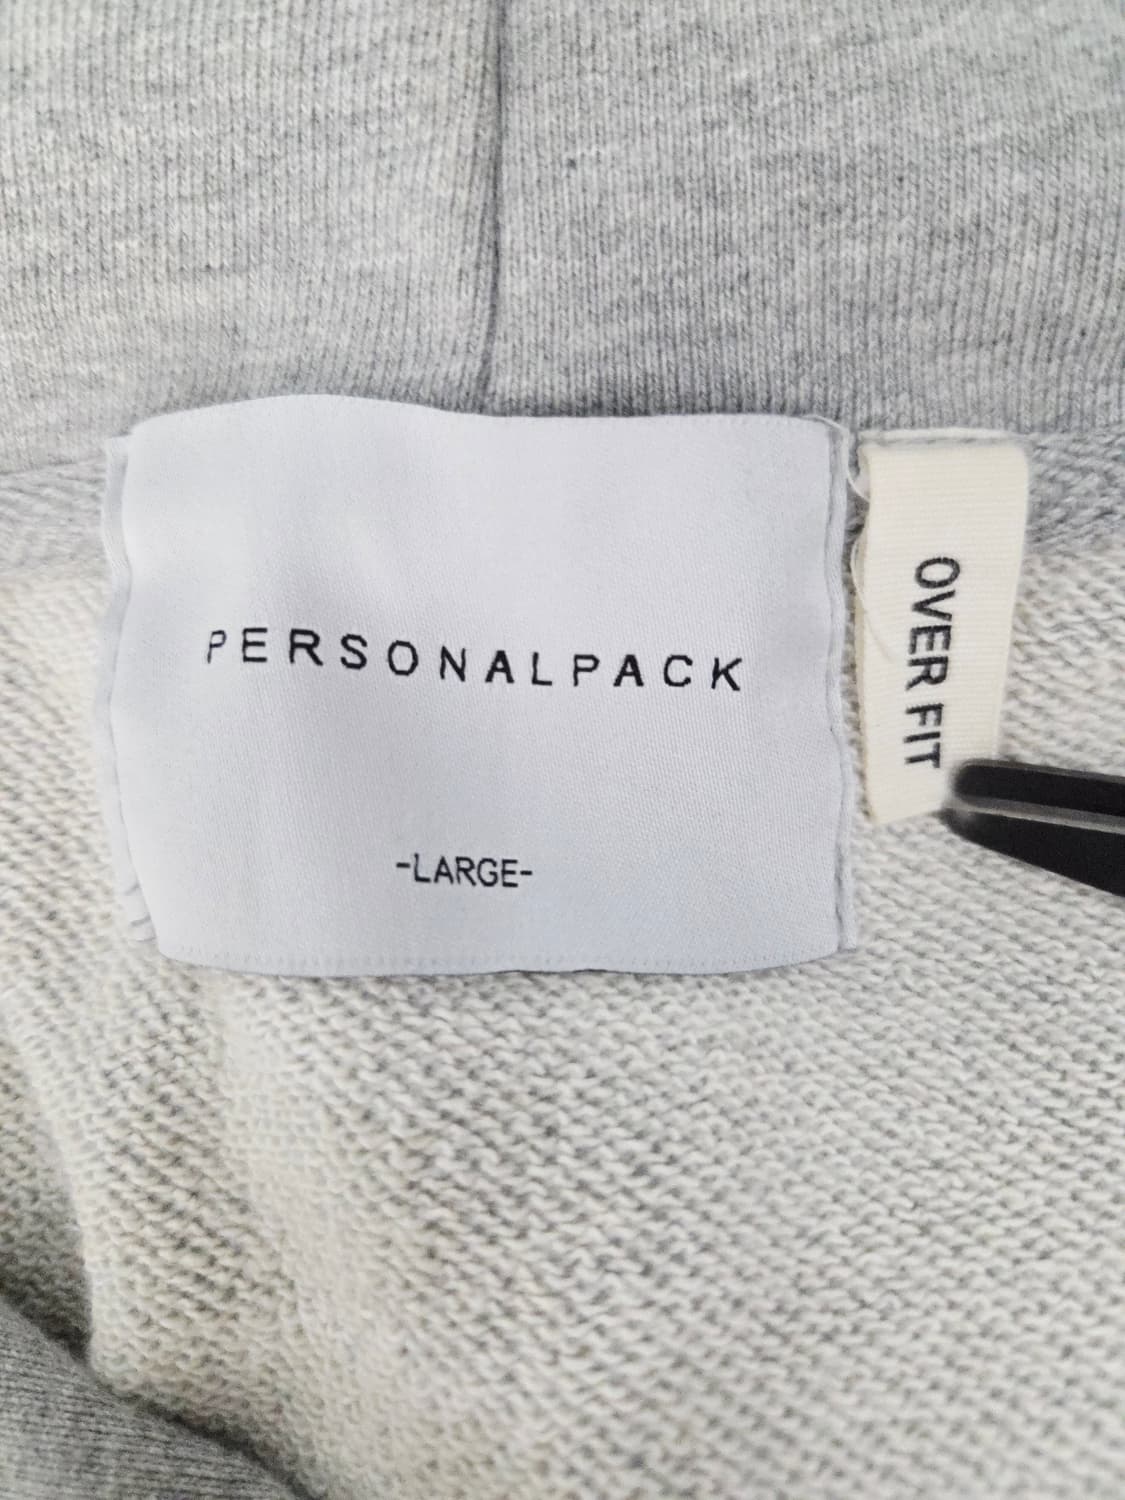 PERSONALPACK
-LARGE-
OVER FIT